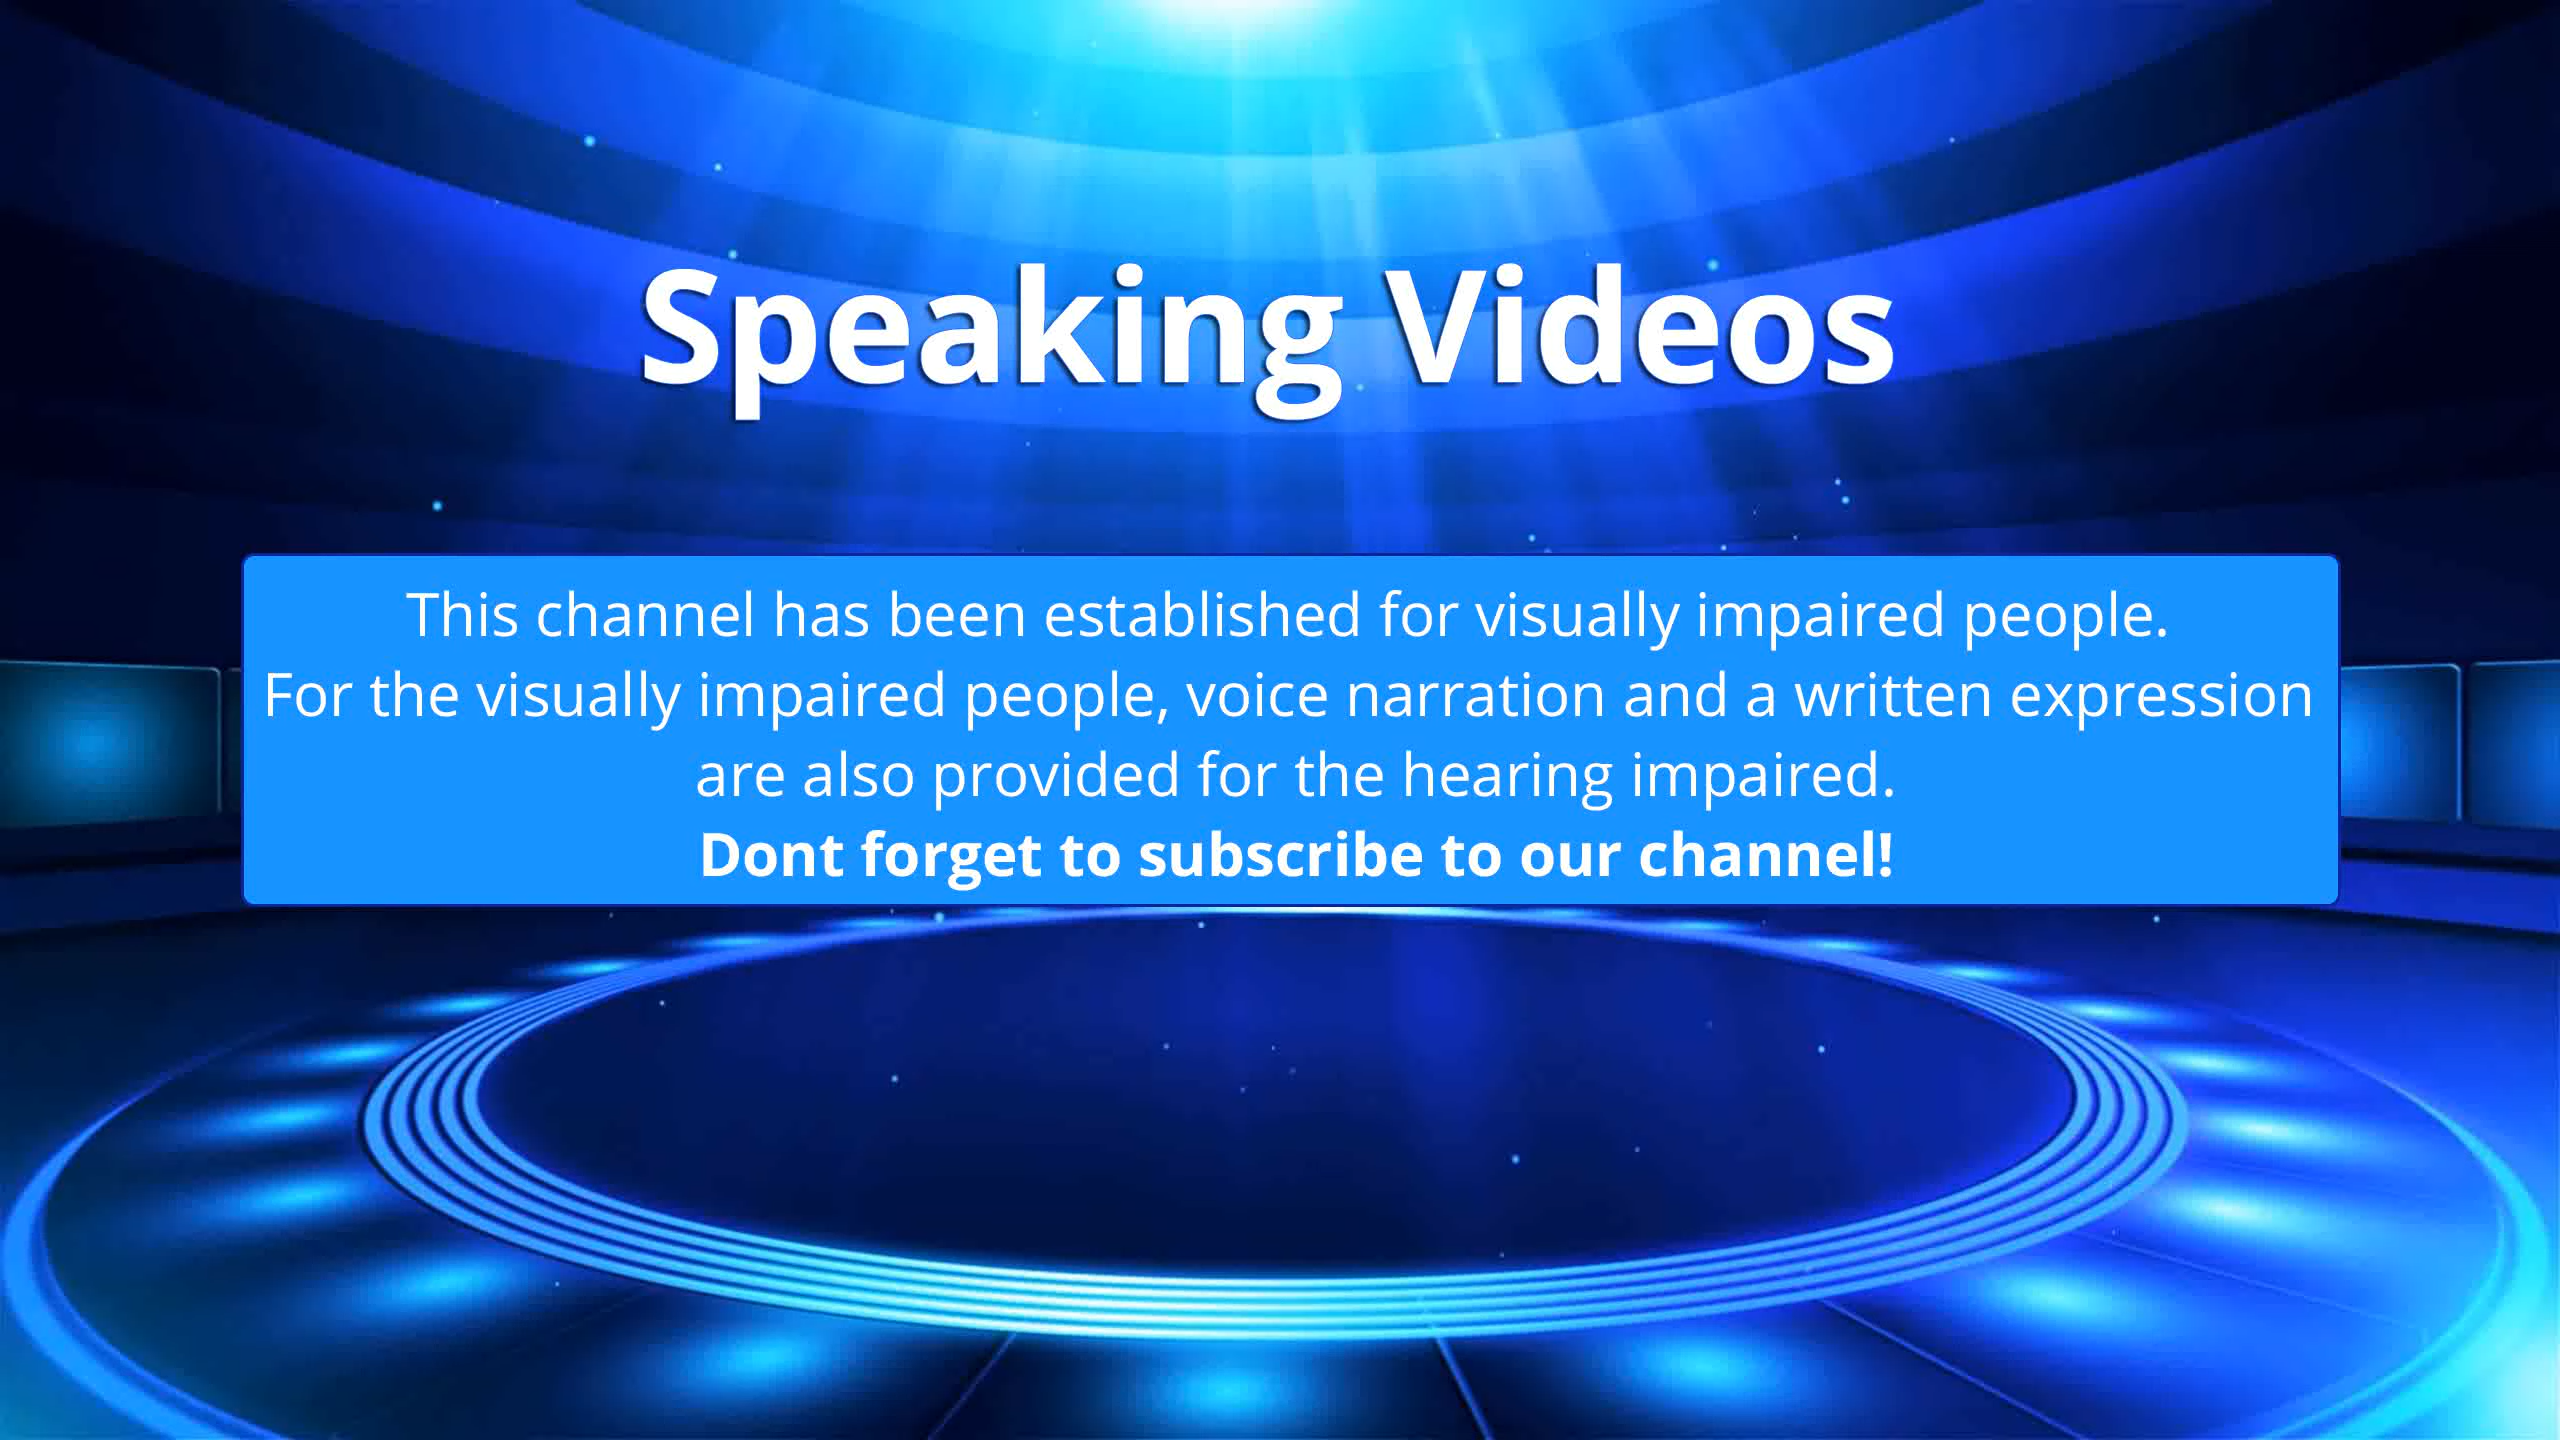 Speaking Videos
This channel has been established for visually impaired people.
For the visually impaired people, voice narration and a written expression
are also provided for the hearing impaired.
Dont forget to subscribe to our channel!